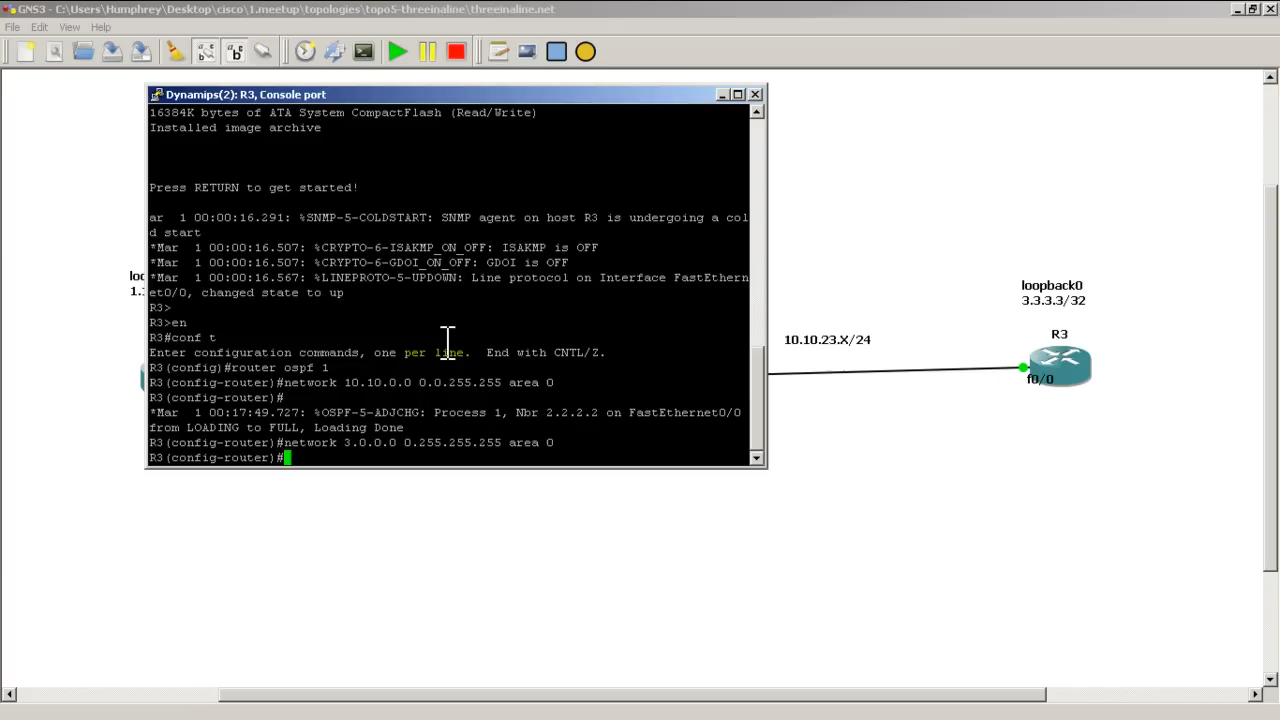 GNS3 - C:\Users\Humphrey\Desktop\cisco\1.meetup\topologies\topo5-threeinaline\threeinaline.net
File Edit View Help
Dynamips(2): R3, Console port
16384K bytes of ATA System CompactFlash (Read/Write)
Installed image archive
Press RETURN to get started!
ar  1 00:00:16.291: %SNMP-5-COLDSTART: SNMP agent on host R3 is undergoing a col
d start
*Mar  1 00:00:16.507: %CRYPTO-6-ISAKMP_ON_OFF: ISAKMP is OFF
*Mar  1 00:00:16.507: %CRYPTO-6-GDOI_ON_OFF: GDOI is OFF
*Mar  1 00:00:16.567: %LINEPROTO-5-UPDOWN: Line protocol on Interface FastEthern
et0/0, changed state to up
R3>
R3>en
R3#conf t
Enter configuration commands, one per line.  End with CNTL/Z.
R3(config)#router ospf 1
R3(config-router)#network 10.10.0.0 0.0.255.255 area 0
R3(config-router)#
*Mar  1 00:17:49.727: %OSPF-5-ADJCHG: Process 1, Nbr 2.2.2.2 on FastEthernet0/0
from LOADING to FULL, Loading Done
R3(config-router)#network 3.0.0.0 0.255.255.255 area 0
R3(config-router)#
loo
1.
10.10.23.X/24
loopback0
3.3.3.3/32
R3
f0/0